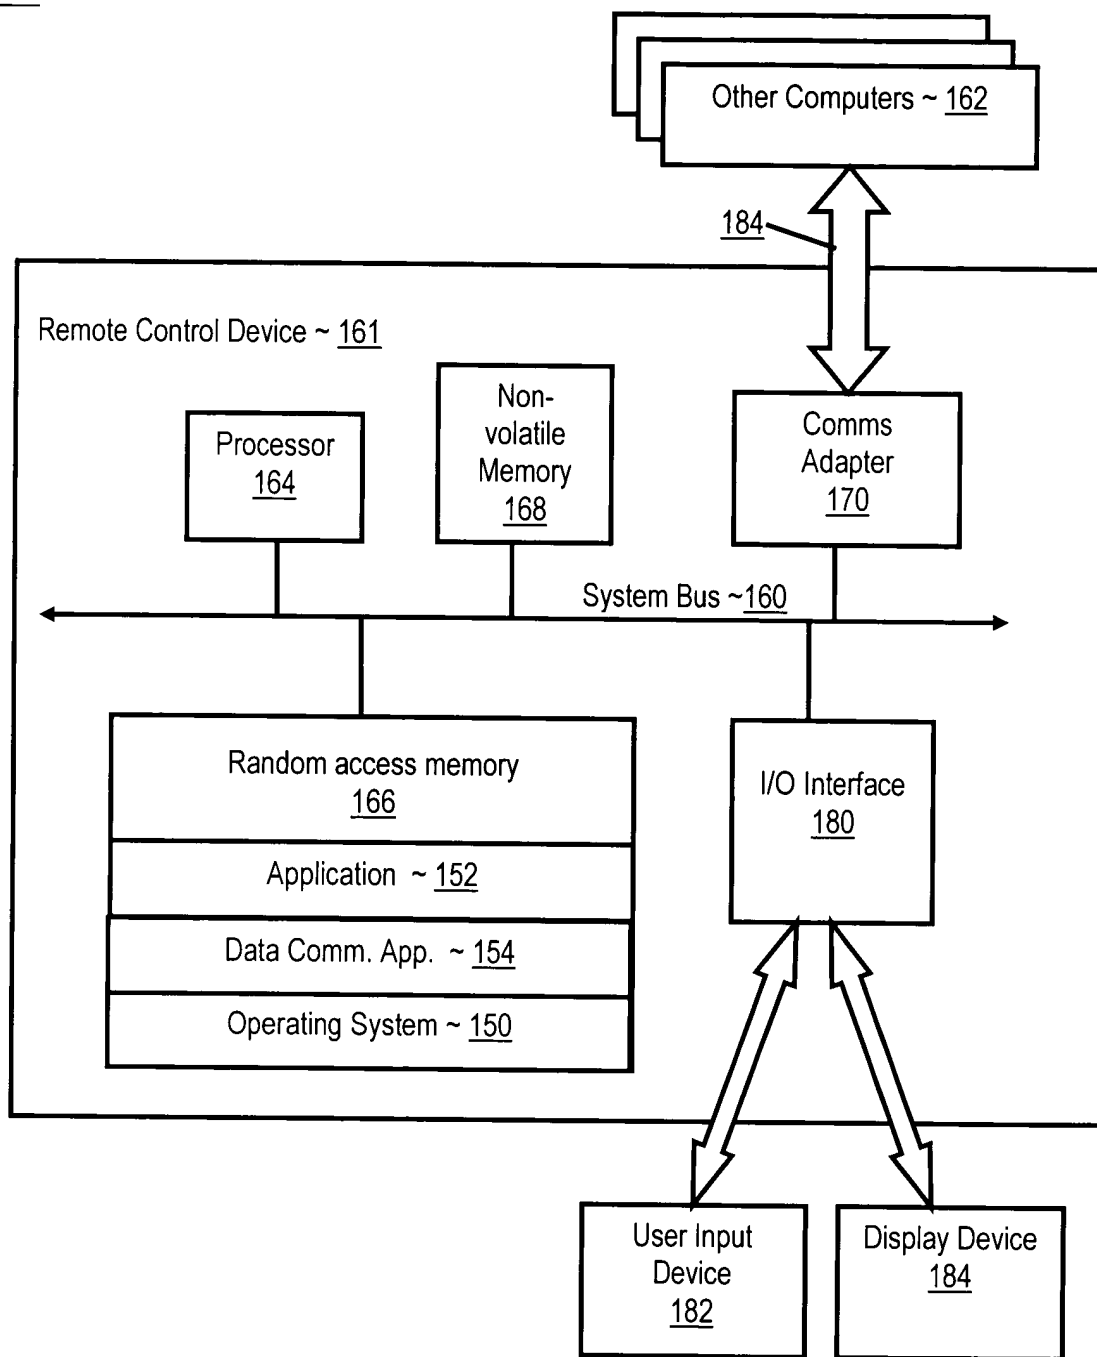 Other Computers ~ 162
184
Remote Control Device ~ 161
Processor
164
Non-
volatile
Memory
168
Comms
Adapter
170
System Bus ~160
Random access memory
166
Application ~ 152
Data Comm. App. ~ 154
Operating System ~ 150
I/O Interface
180
User Input
Device
182
Display Device
184